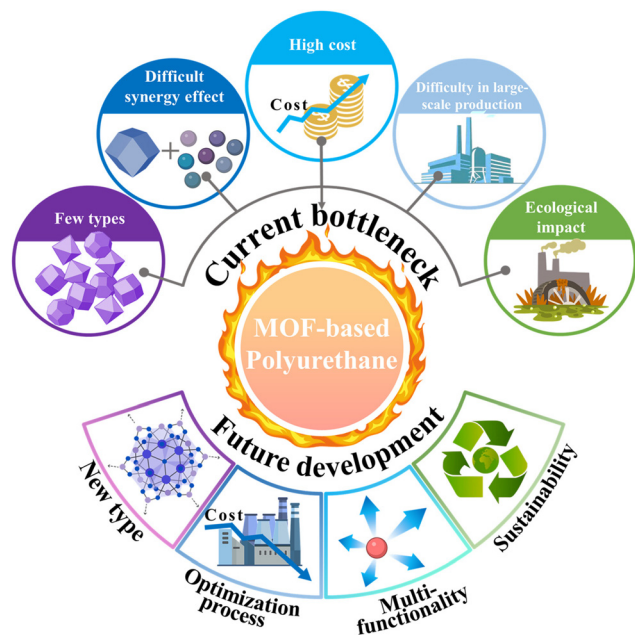 High cost
Cost
Difficult
synergy effect
Difficulty in large-
scale production
Few types
Ecological
impact
Current bottleneck
MOF-based
Polyurethane
Future development
New type
Cost
Optimization
process
Multi-
functionality
Sustainability